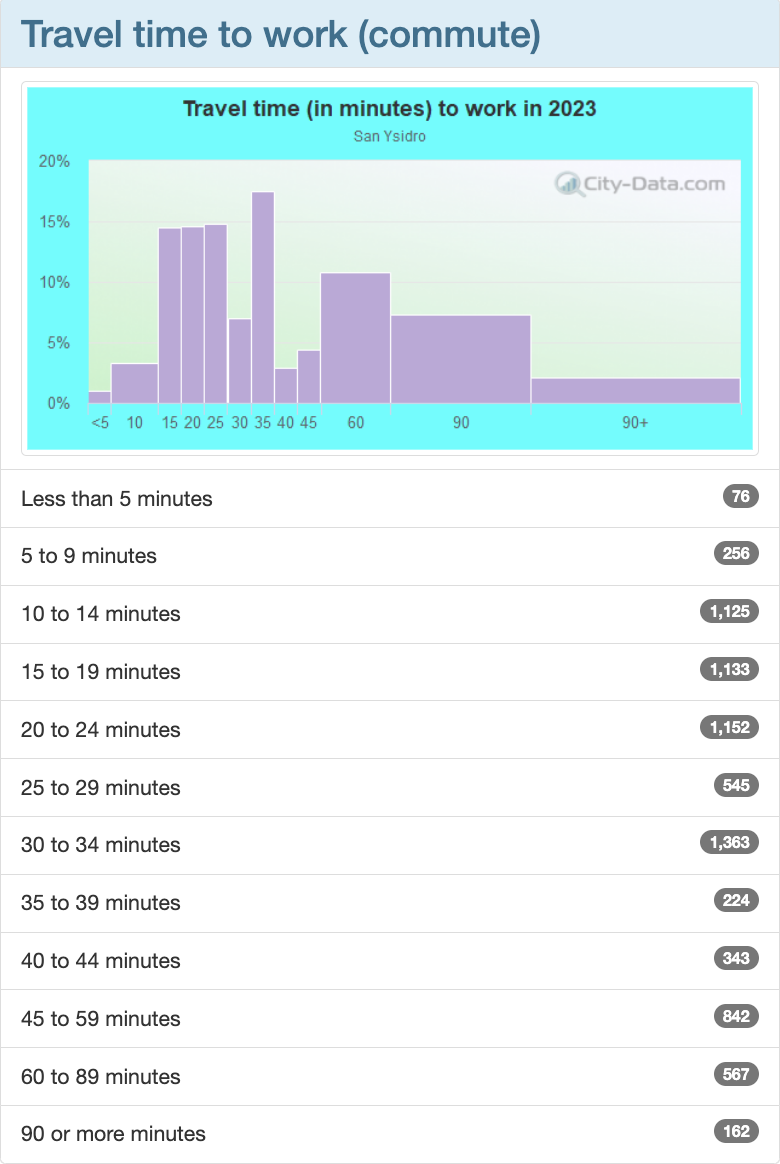 Travel time to work (commute)
Travel time (in minutes) to work in 2023
San Ysidro
City-Data.com
20%
15%
10%
5%
0%
<5 10 15 20 25 30 35 40 45 60 90 90+
Less than 5 minutes 76
5 to 9 minutes 256
10 to 14 minutes 1,125
15 to 19 minutes 1,133
20 to 24 minutes 1,152
25 to 29 minutes 545
30 to 34 minutes 1,363
35 to 39 minutes 224
40 to 44 minutes 343
45 to 59 minutes 842
60 to 89 minutes 567
90 or more minutes 162